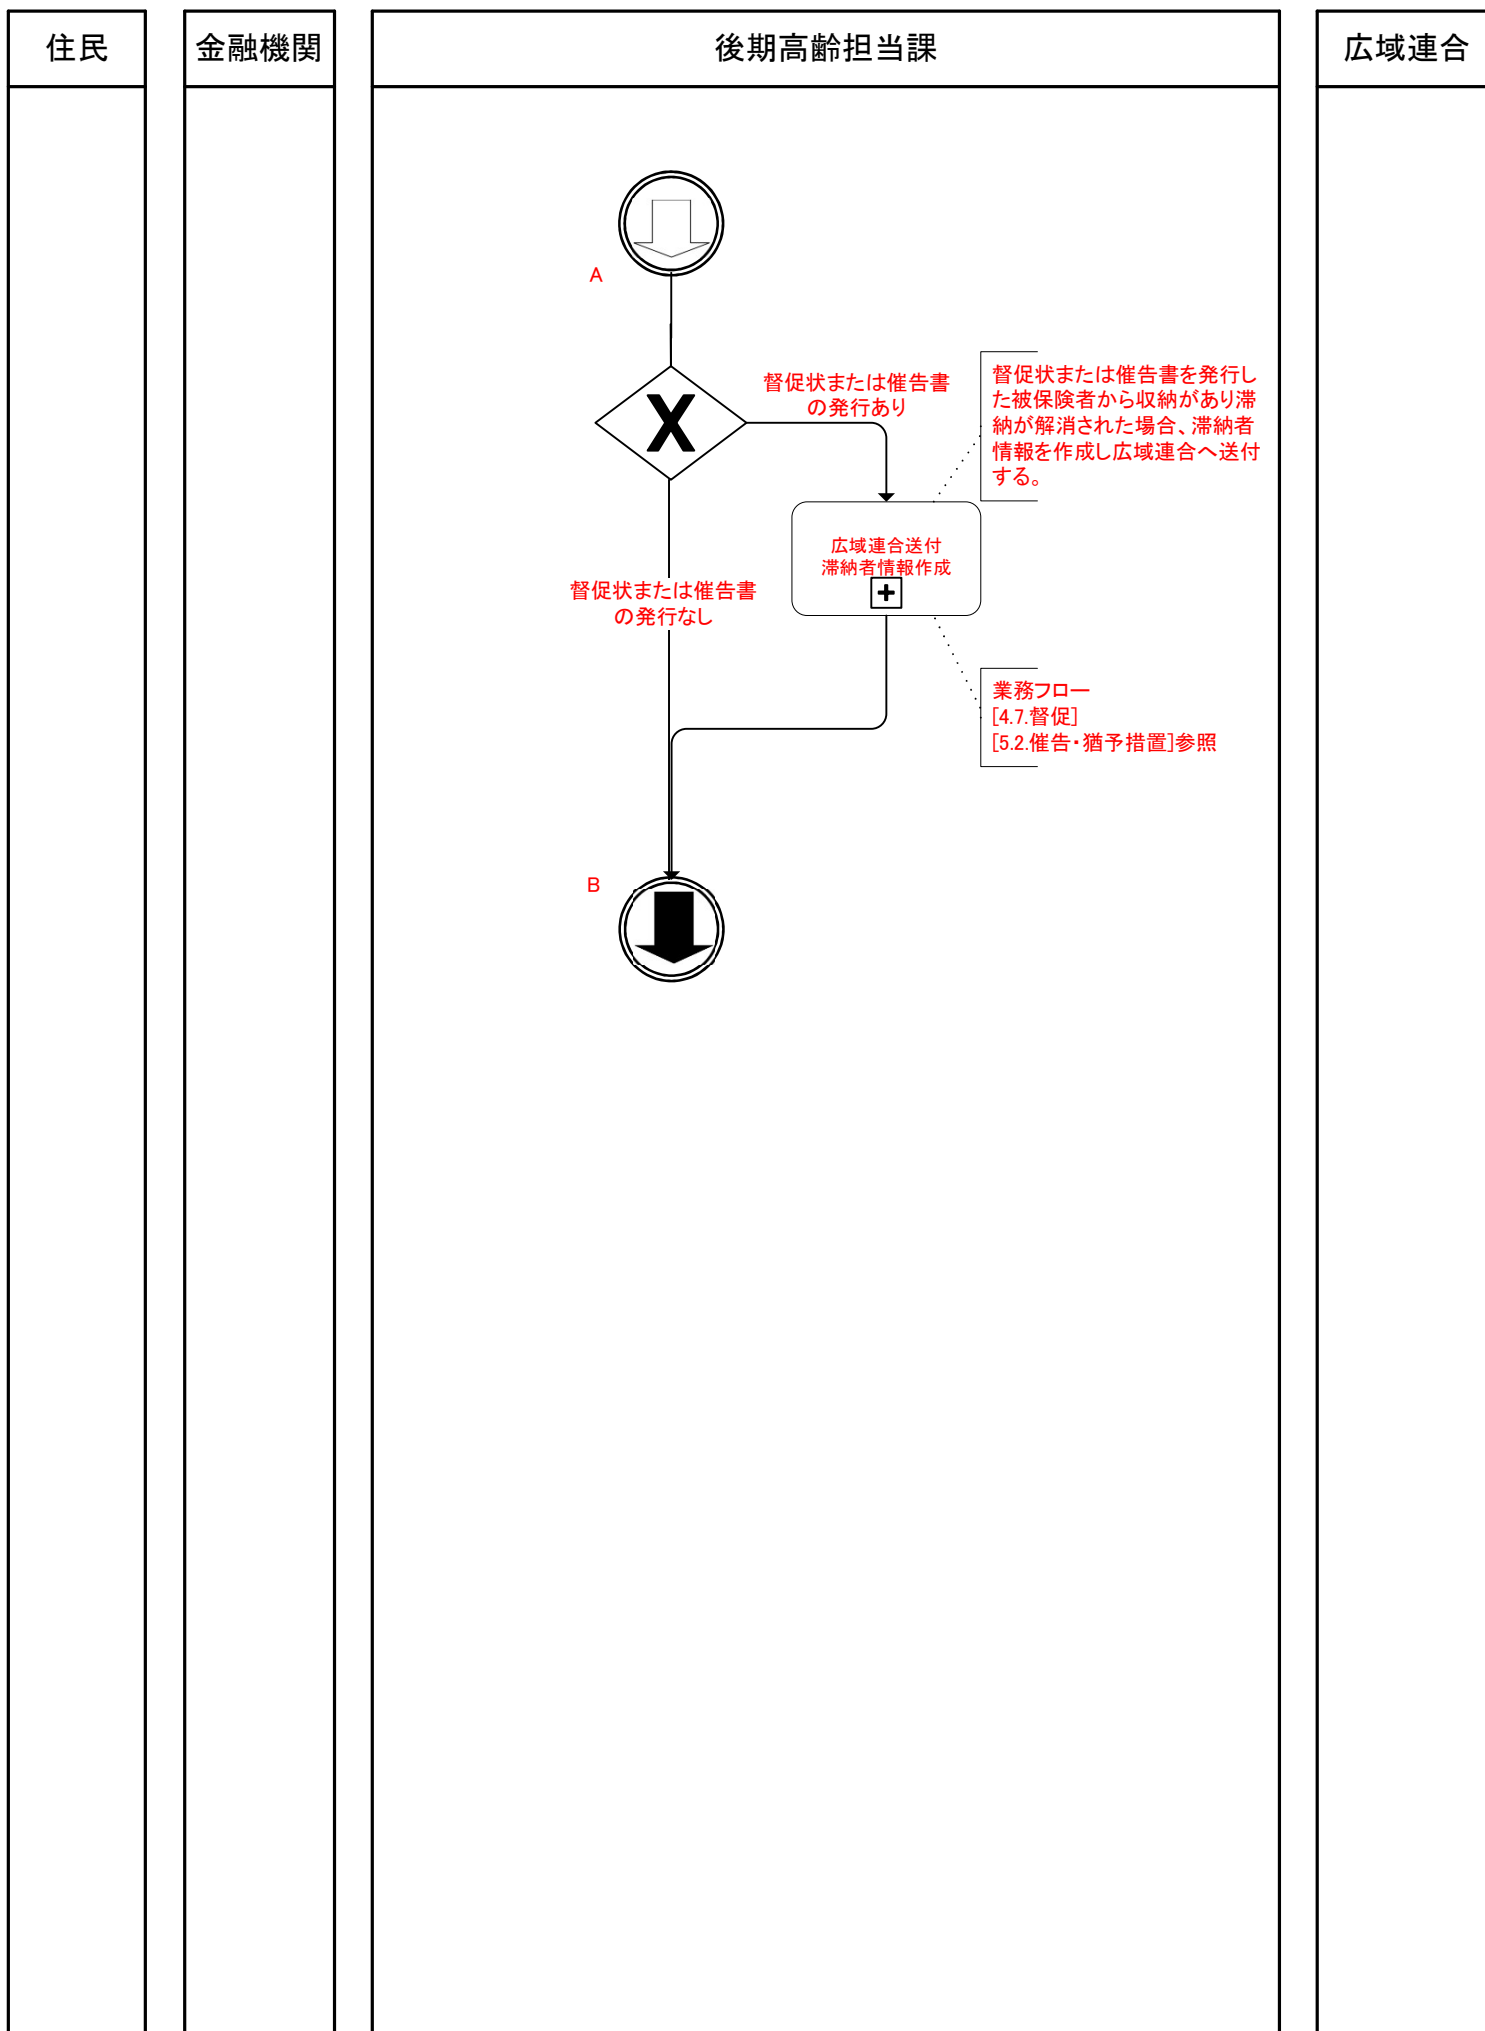 住民
金融機関
後期高齢担当課
広域連合
A
督促状または催告書
の発行あり
督促状または催告書を発行し
た被保険者から収納があり滞
納が解消された場合、滞納者
情報を作成し広域連合へ送付
する。
X
広域連合送付
滞納者情報作成
督促状または催告書
の発行なし
業務フロー
[4.7.督促]
[5.2.催告・猶予措置]参照
B